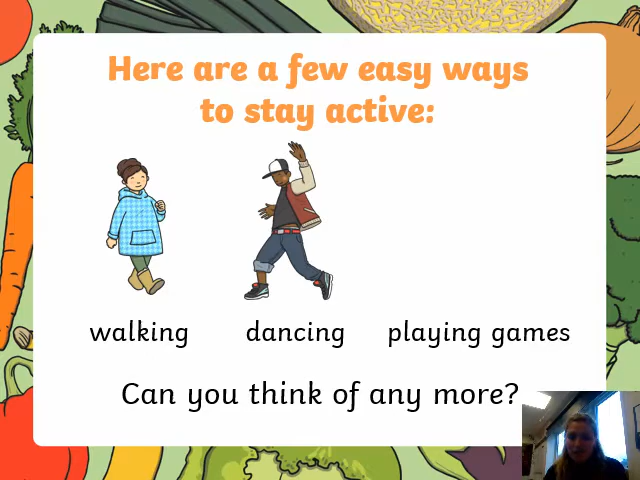 Here are a few easy ways
to stay active:
walking dancing playing games
Can you think of any more?